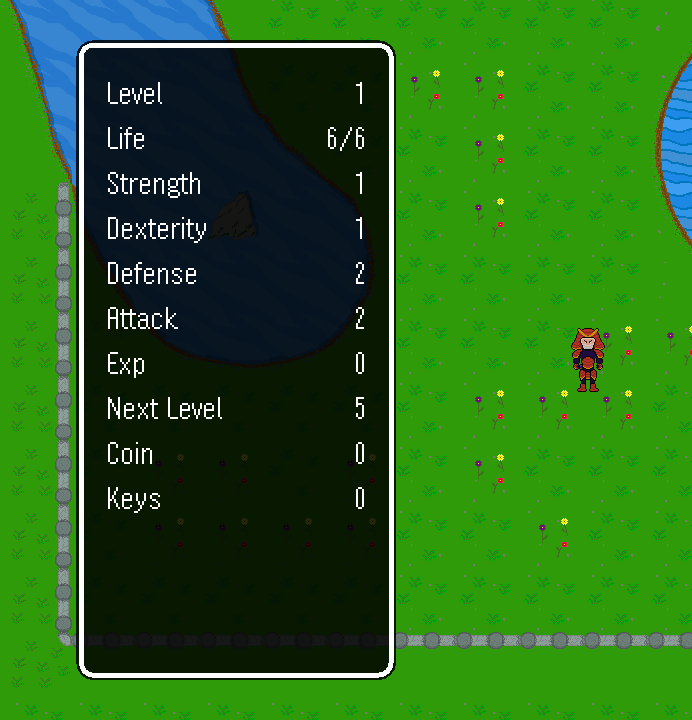 Level 1
Life 6/6
Strength 1
Dexterity 1
Defense 2
Attack 2
Exp 0
Next Level 5
Coin 0
Keys 0